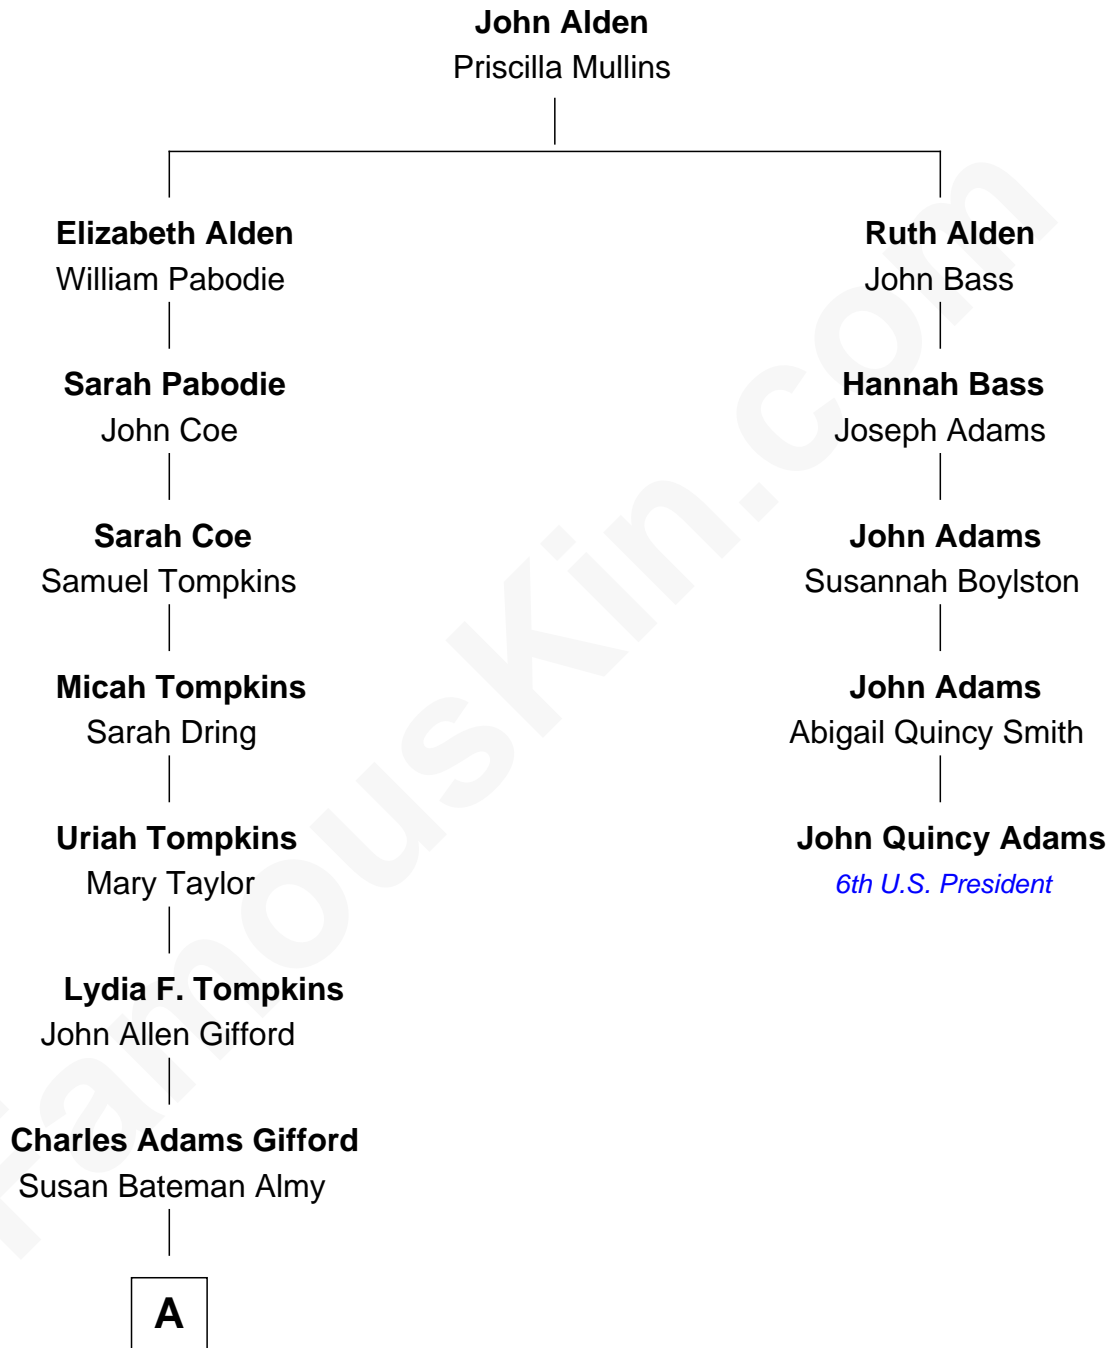 John Alden
Priscilla Mullins
Elizabeth Alden
William Pabodie
Ruth Alden
John Bass
Sarah Pabodie
John Coe
Hannah Bass
Joseph Adams
Sarah Coe
Samuel Tompkins
John Adams
Susannah Boylston
Micah Tompkins
Sarah Dring
John Adams
Abigail Quincy Smith
Uriah Tompkins
Mary Taylor
John Quincy Adams
6th U.S. President
Lydia F. Tompkins
John Allen Gifford
Charles Adams Gifford
Susan Bateman Almy
A
FamousKin.com